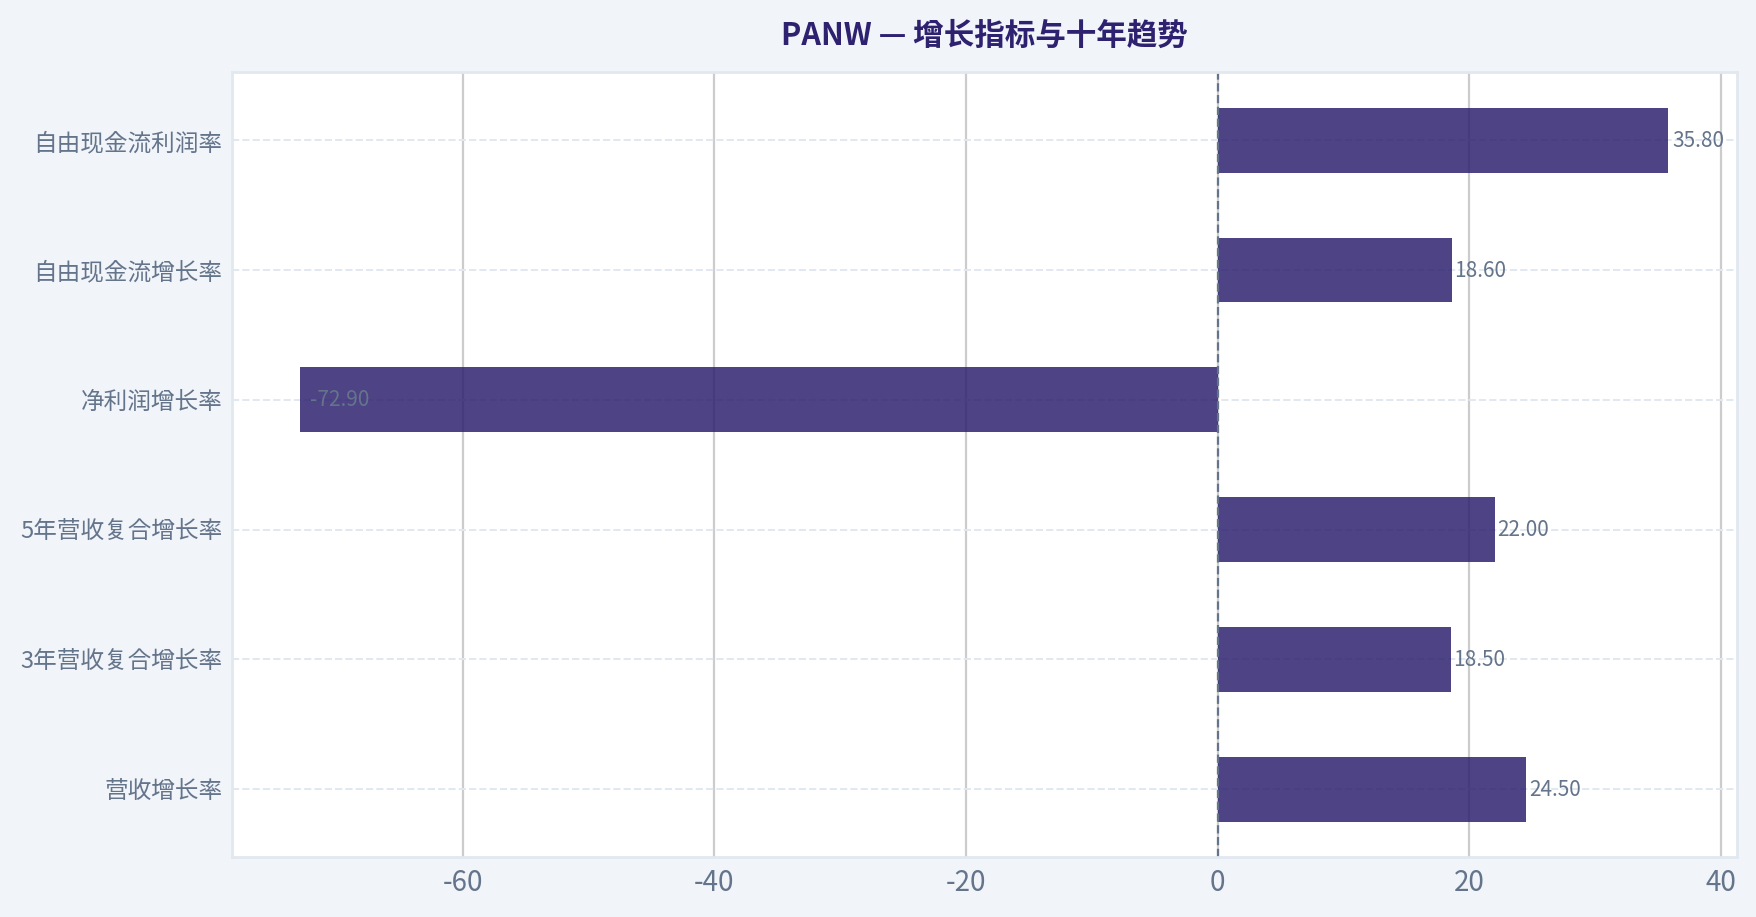 PANW — 增长指标与十年趋势
自由现金流利润率
35.80
自由现金流增长率
18.60
净利润增长率
-72.90
5年营收复合增长率
22.00
3年营收复合增长率
18.50
营收增长率
24.50
-60 -40 -20 0 20 40